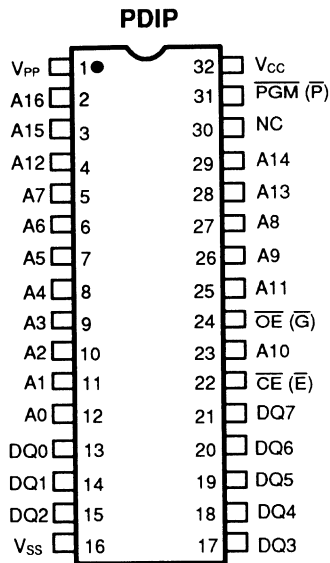 PDIP
VPP 1 32 VCC
A16 2 31 P̅G̅M̅ (P̅)
A15 3 30 NC
A12 4 29 A14
A7 5 28 A13
A6 6 27 A8
A5 7 26 A9
A4 8 25 A11
A3 9 24 O̅E̅ (G̅)
A2 10 23 A10
A1 11 22 C̅E̅ (E̅)
A0 12 21 DQ7
DQ0 13 20 DQ6
DQ1 14 19 DQ5
DQ2 15 18 DQ4
VSS 16 17 DQ3